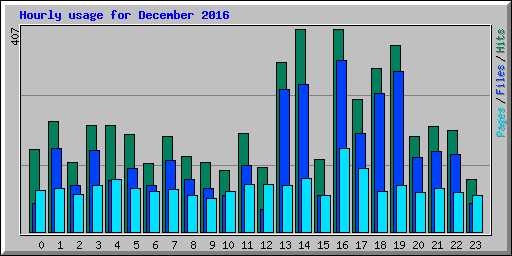 Hourly usage for December 2016
407
Pages / Files / Hits
0 1 2 3 4 5 6 7 8 9 10 11 12 13 14 15 16 17 18 19 20 21 22 23